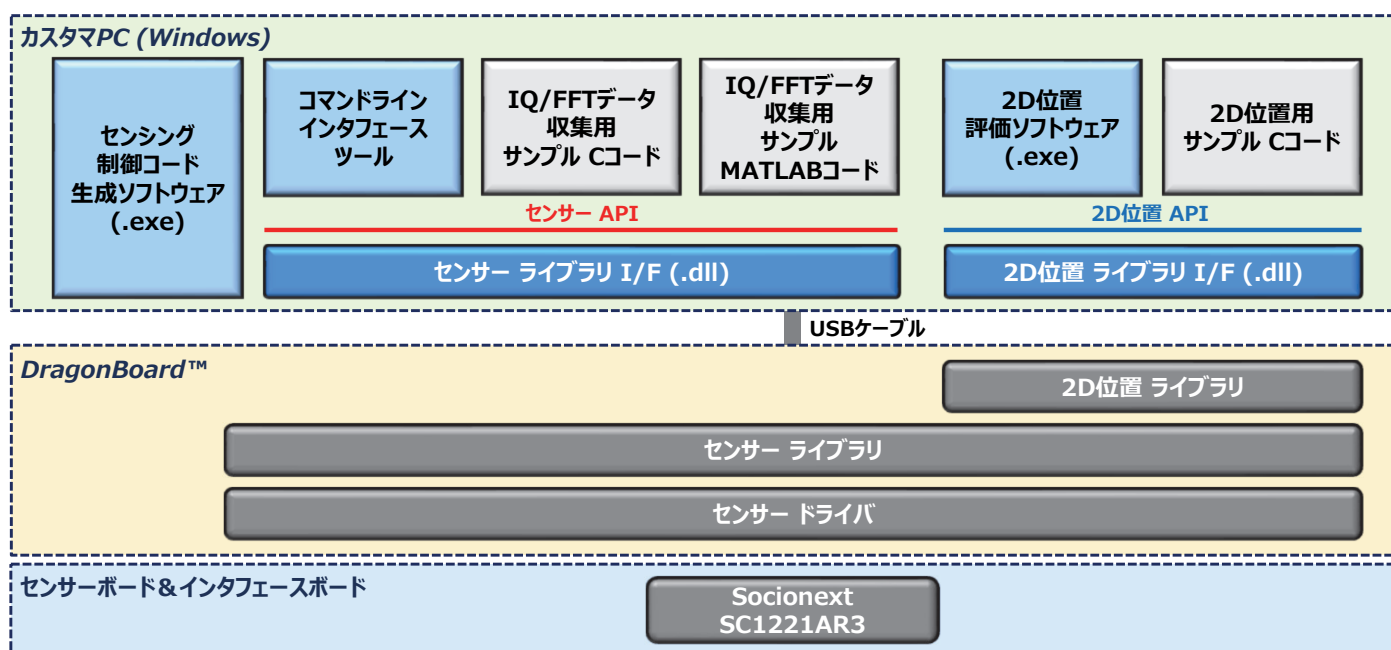 カスタマPC (Windows)
センシング
制御コード
生成ソフトウェア
(.exe)
コマンドライン
インタフェース
ツール
IQ/FFTデータ
収集用
サンプル Cコード
IQ/FFTデータ
収集用
サンプル
MATLABコード
2D位置
評価ソフトウェア
(.exe)
2D位置用
サンプル Cコード
センサー API
2D位置 API
センサー ライブラリ I/F (.dll)
2D位置 ライブラリ I/F (.dll)
USBケーブル
DragonBoard™
2D位置 ライブラリ
センサー ライブラリ
センサー ドライバ
センサーボード&インタフェースボード
Socionext
SC1221AR3